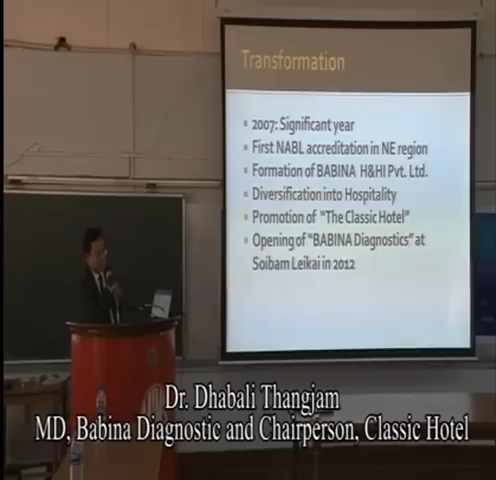 Transformation
2007: Significant year
First NABL accreditation in NE region
Formation of BABINA H&HI Pvt. Ltd.
Diversification into Hospitality
Promotion of "The Classic Hotel"
Opening of "BABINA Diagnostics" at
Soibam Leikai in 2012
Dr. Dhabali Thangjam
MD, Babina Diagnostic and Chairperson, Classic Hotel